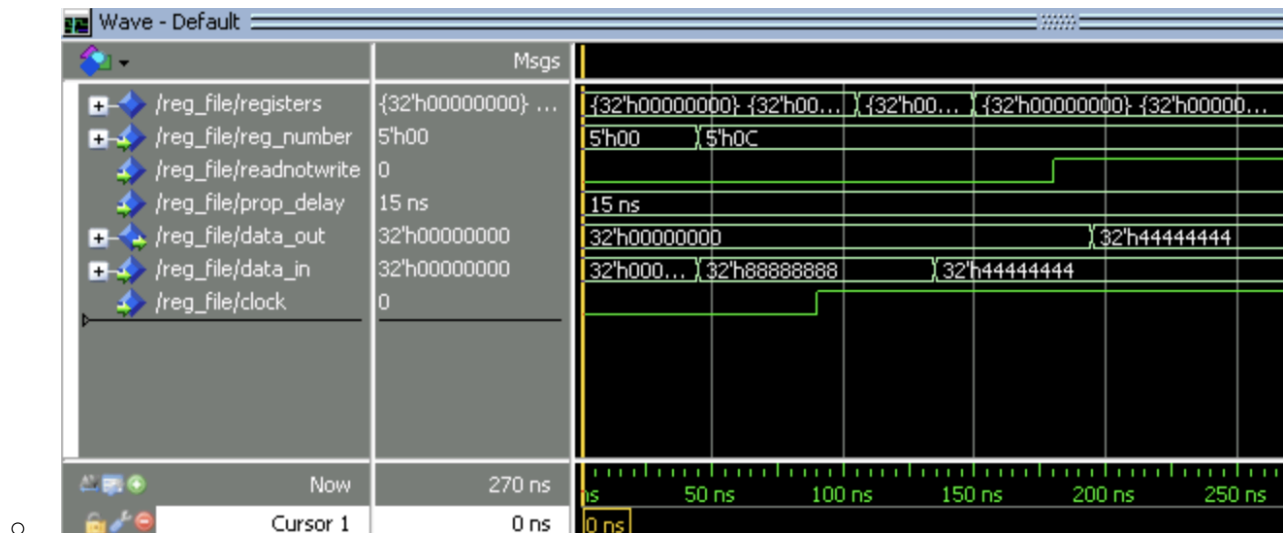 Wave - Default
Msgs
/reg_file/registers {32'h00000000} ... {32'h00000000} {32'h00... {32'h00... {32'h00000000} {32'h00000...
/reg_file/reg_number 5'h00 5'h00 5'h0C
/reg_file/readnotwrite 0
/reg_file/prop_delay 15 ns 15 ns
/reg_file/data_out 32'h00000000 32'h00000000 32'h44444444
/reg_file/data_in 32'h00000000 32'h000... 32'h88888888 32'h44444444
/reg_file/clock 0
Now 270 ns ns 50 ns 100 ns 150 ns 200 ns 250 ns
Cursor 1 0 ns 0 ns